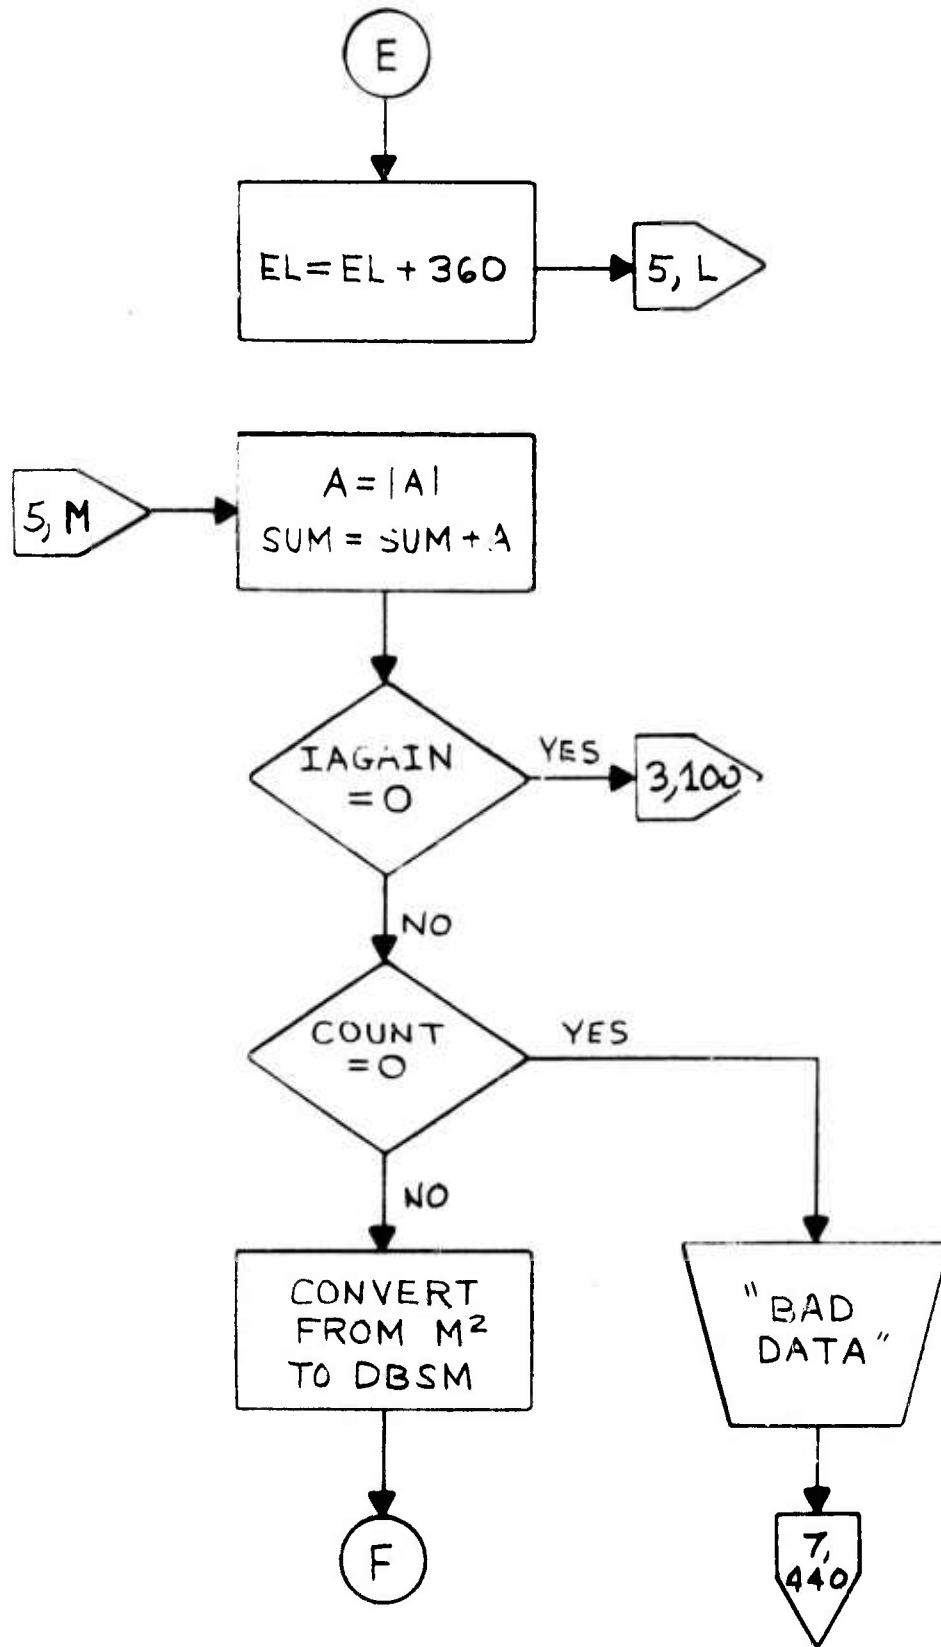 E
EL = EL + 360
5, L
5, M
A = |A|
SUM = SUM + A
IAGAIN
= 0
YES
3,100
NO
COUNT
= 0
YES
NO
CONVERT
FROM M²
TO DBSM
"BAD
DATA"
F
7,
440